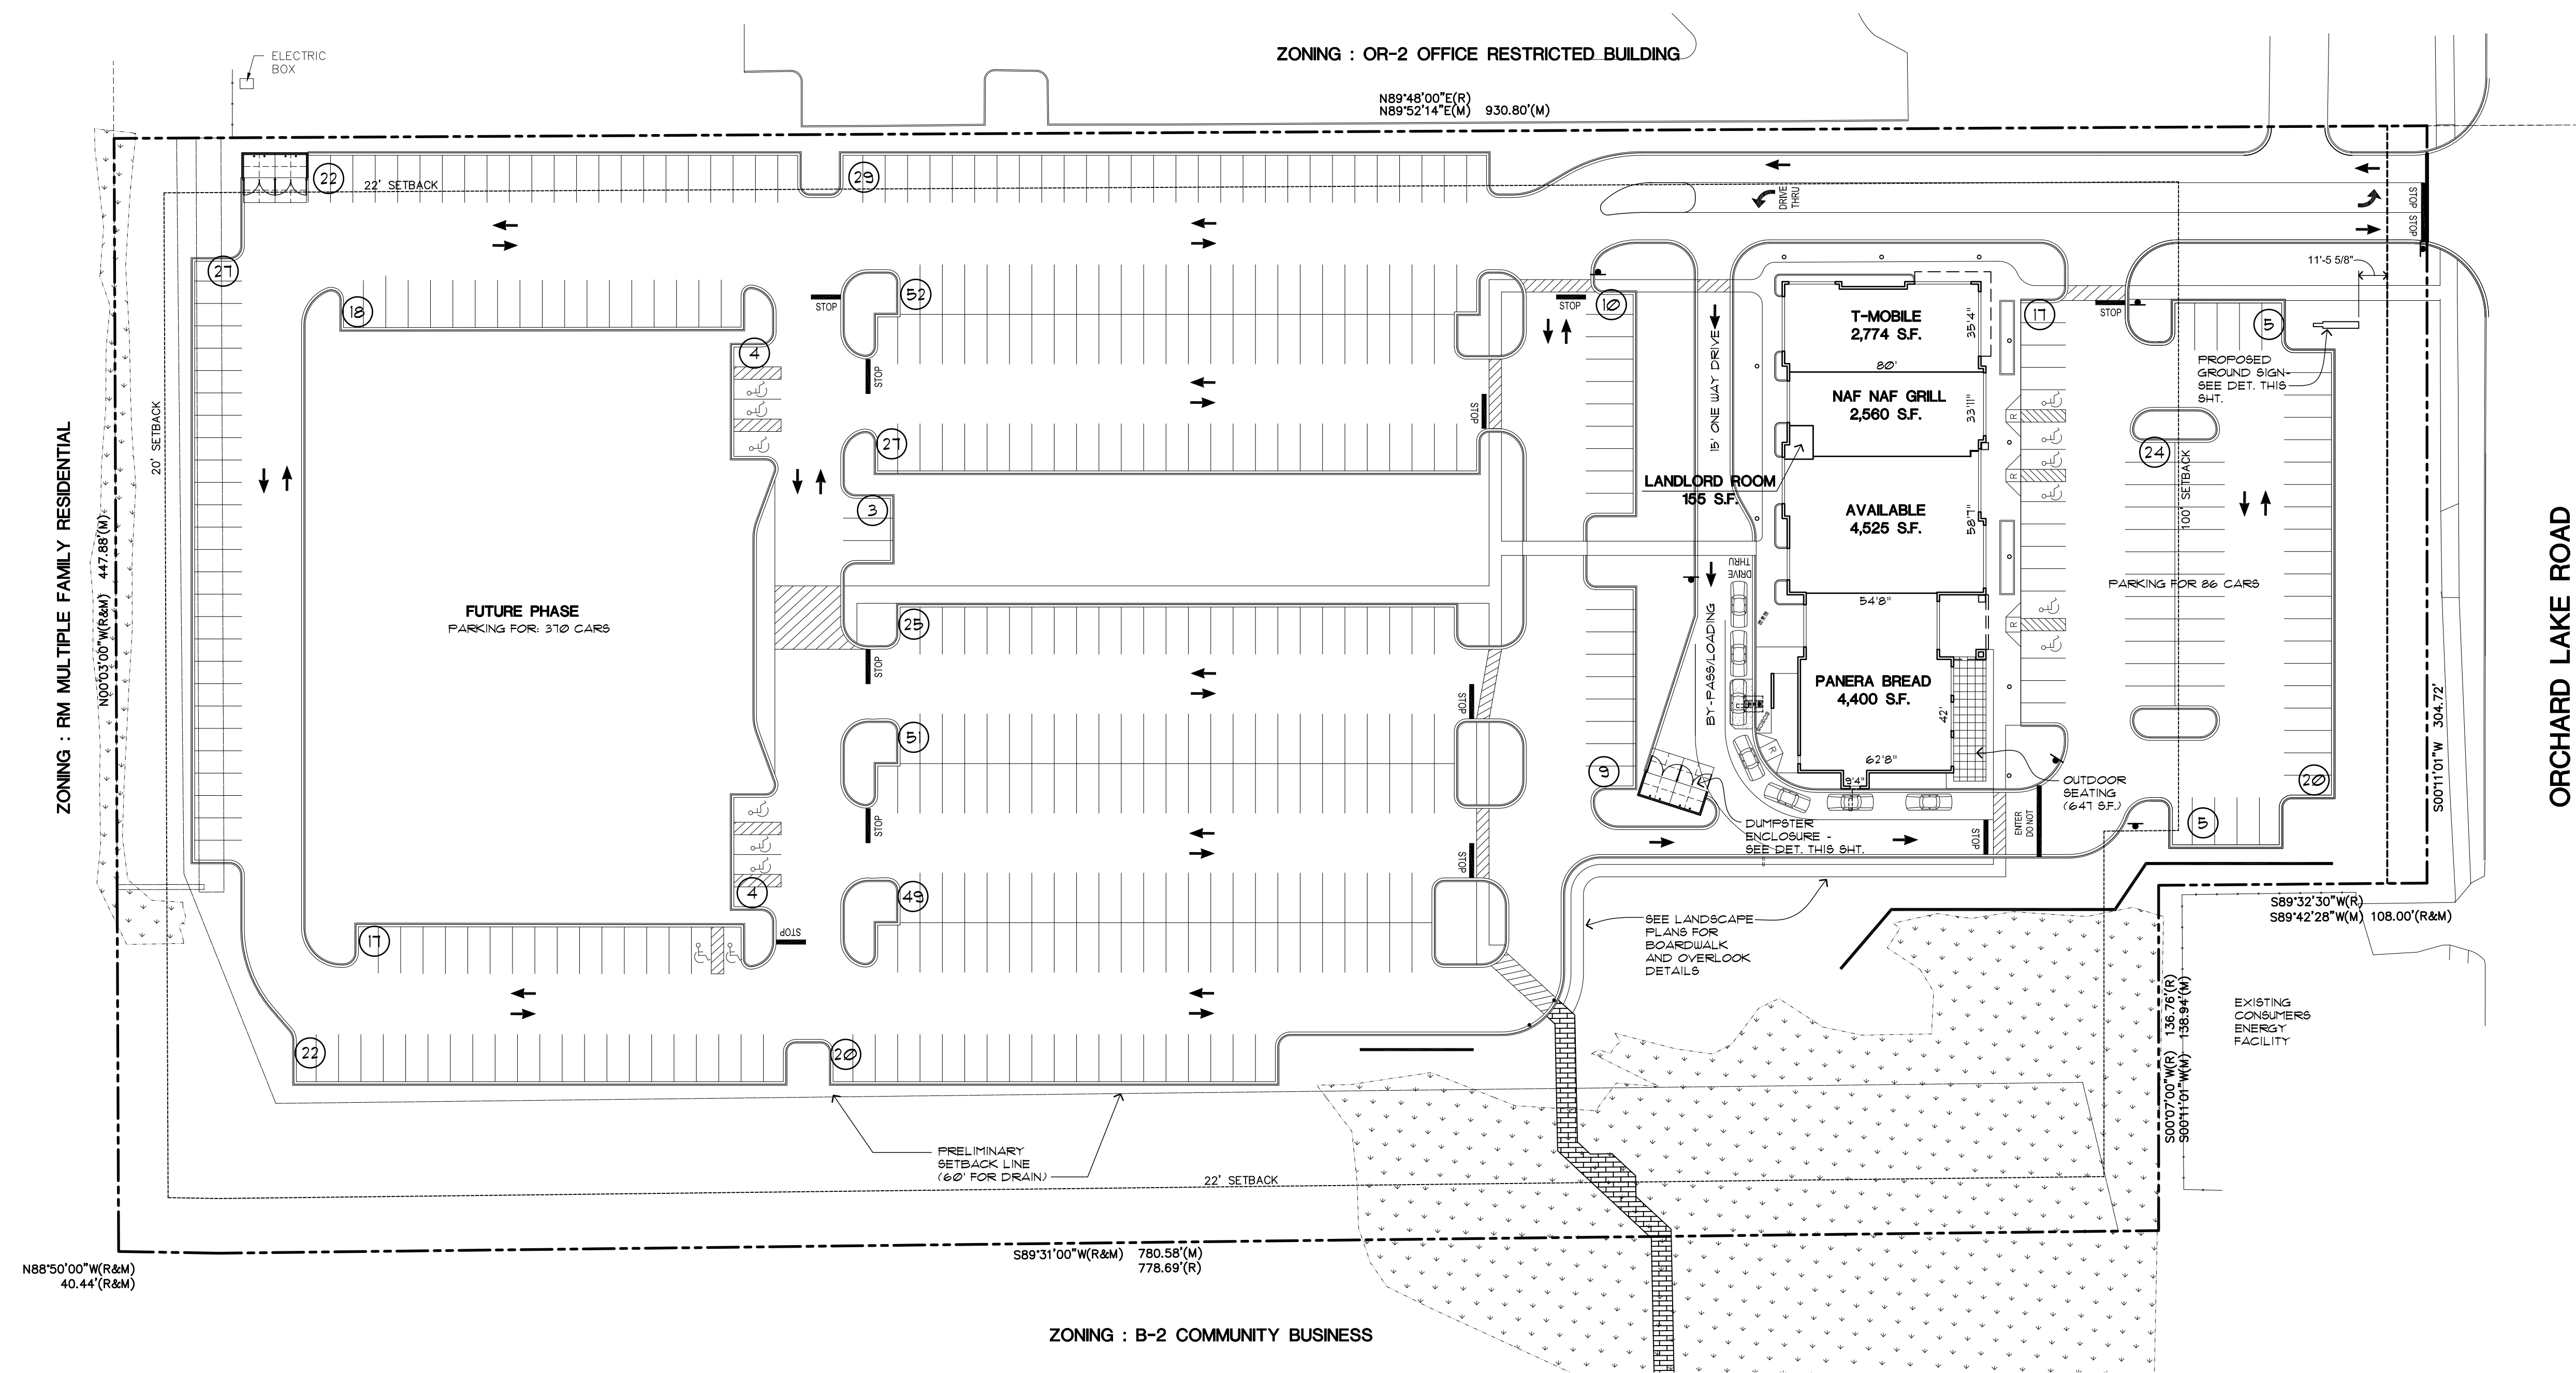 ELECTRIC
BOX
ZONING : OR-2 OFFICE RESTRICTED BUILDING
N89°48'00"E(R)
N89°52'14"E(M) 930.80'(M)
22
22' SETBACK
29
DRIVE
THRU
STOP
STOP
27
11'-5 5/8"
18
STOP
52
STOP
10
17
STOP
5
T-MOBILE
2,774 S.F.
35'4"
80'
PROPOSED
GROUND SIGN-
SEE DET. THIS
SHT.
4
STOP
15' ONE WAY DRIVE
NAF NAF GRILL
2,560 S.F.
33'11"
R
STOP
20' SETBACK
27
24
100' SETBACK
LANDLORD ROOM
155 S.F.
R
3
AVAILABLE
4,525 S.F.
58'7"
ZONING : RM MULTIPLE FAMILY RESIDENTIAL
N00°03'00"W(R&M) 447.88'(M)
ORCHARD LAKE ROAD
DRIVE
THRU
PARKING FOR 86 CARS
FUTURE PHASE
PARKING FOR: 370 CARS
54'8"
25
R
BY-PASS/LOADING
STOP
STOP
PANERA BREAD
4,400 S.F.
42'
51
S00°11'01"W 304.72'
R
62'8"
9
9'4"
20
OUTDOOR
SEATING
(647 S.F.)
STOP
5
DUMPSTER
ENCLOSURE -
SEE DET. THIS SHT.
STOP
DO NOT
ENTER
STOP
4
49
S89°32'30"W(R)
S89°42'28"W(M) 108.00'(R&M)
SEE LANDSCAPE
PLANS FOR
BOARDWALK
AND OVERLOOK
DETAILS
17
STOP
EXISTING
CONSUMERS
ENERGY
FACILITY
S00°07'00"W(R) 136.76'(R)
S00°11'01"W(M) 138.94'(M)
22
20
PRELIMINARY
SETBACK LINE
(60' FOR DRAIN)
22' SETBACK
S89°31'00"W(R&M) 780.58'(M)
778.69'(R)
N88°50'00"W(R&M)
40.44'(R&M)
ZONING : B-2 COMMUNITY BUSINESS